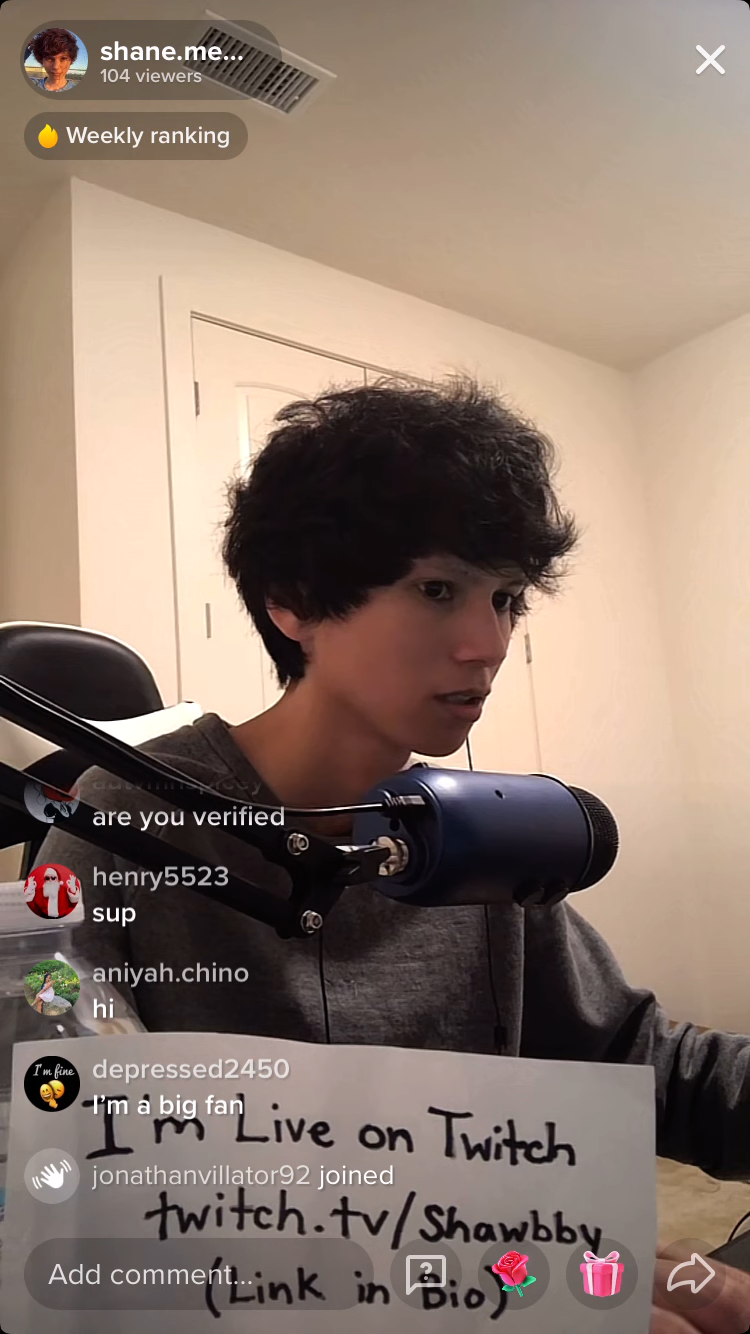 shane.me...
104 viewers
Weekly ranking
are you verified
henry5523
sup
aniyah.chino
hi
I'm fine
depressed2450
I'm a big fan
I'm Live on Twitch
jonathanvillator92 joined
twitch.tv/Shawbby
Add comment...
(Link in Bio)